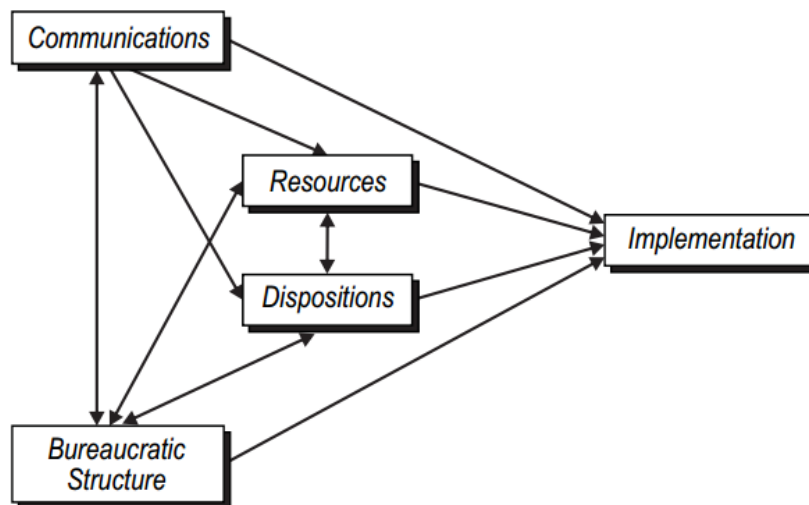 Communications
Resources
Implementation
Dispositions
Bureaucratic
Structure